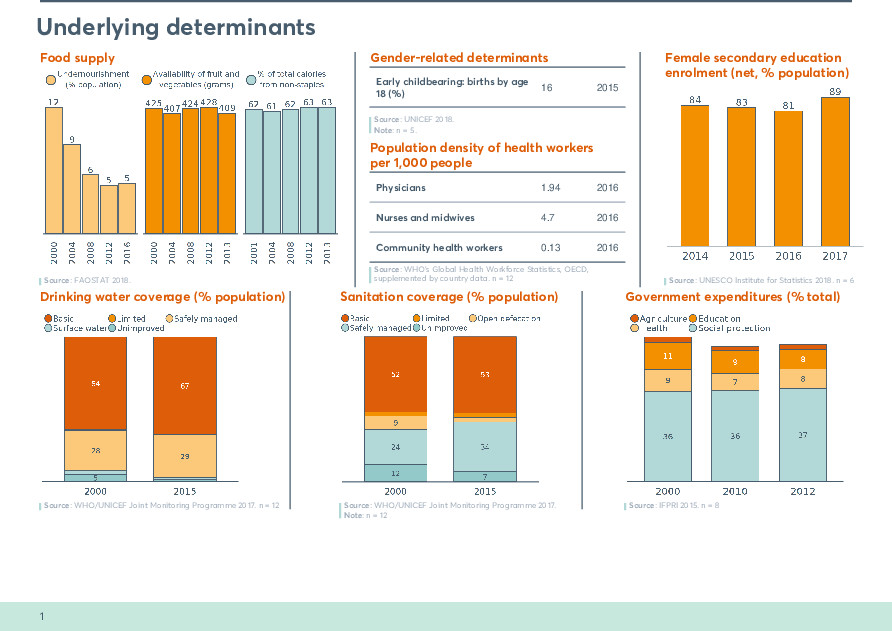 Underlying determinants
Food supply
Undernourishment (% population)
Availability of fruit and vegetables (grams)
% of total calories from non-staples
12 9 6 5 5
425 407 424 428 409
62 61 62 63 63
2000 2004 2008 2012 2016
2000 2004 2008 2012 2013
2001 2004 2008 2012 2013
Source: FAOSTAT 2018.
Gender-related determinants
Early childbearing: births by age 18 (%) 16 2015
Source: UNICEF 2018.
Note: n = 5.
Population density of health workers
per 1,000 people
Physicians 1.94 2016
Nurses and midwives 4.7 2016
Community health workers 0.13 2016
Source: WHO's Global Health Workforce Statistics, OECD,
supplemented by country data. n = 12
Female secondary education
enrolment (net, % population)
84 83 81 89
2014 2015 2016 2017
Source: UNESCO Institute for Statistics 2018. n = 6
Drinking water coverage (% population)
Basic Limited Safely managed
Surface water Unimproved
64 67
28 29
5
2000 2015
Source: WHO/UNICEF Joint Monitoring Programme 2017. n = 12
Sanitation coverage (% population)
Basic Limited Open defecation
Safely managed Unimproved
52 53
9
24 34
12 7
2000 2015
Source: WHO/UNICEF Joint Monitoring Programme 2017.
Note: n = 12
Government expenditures (% total)
Agriculture Education
Health Social protection
11 9 8
9 7 8
36 36 37
2000 2010 2012
Source: IFPRI 2015. n = 8
1